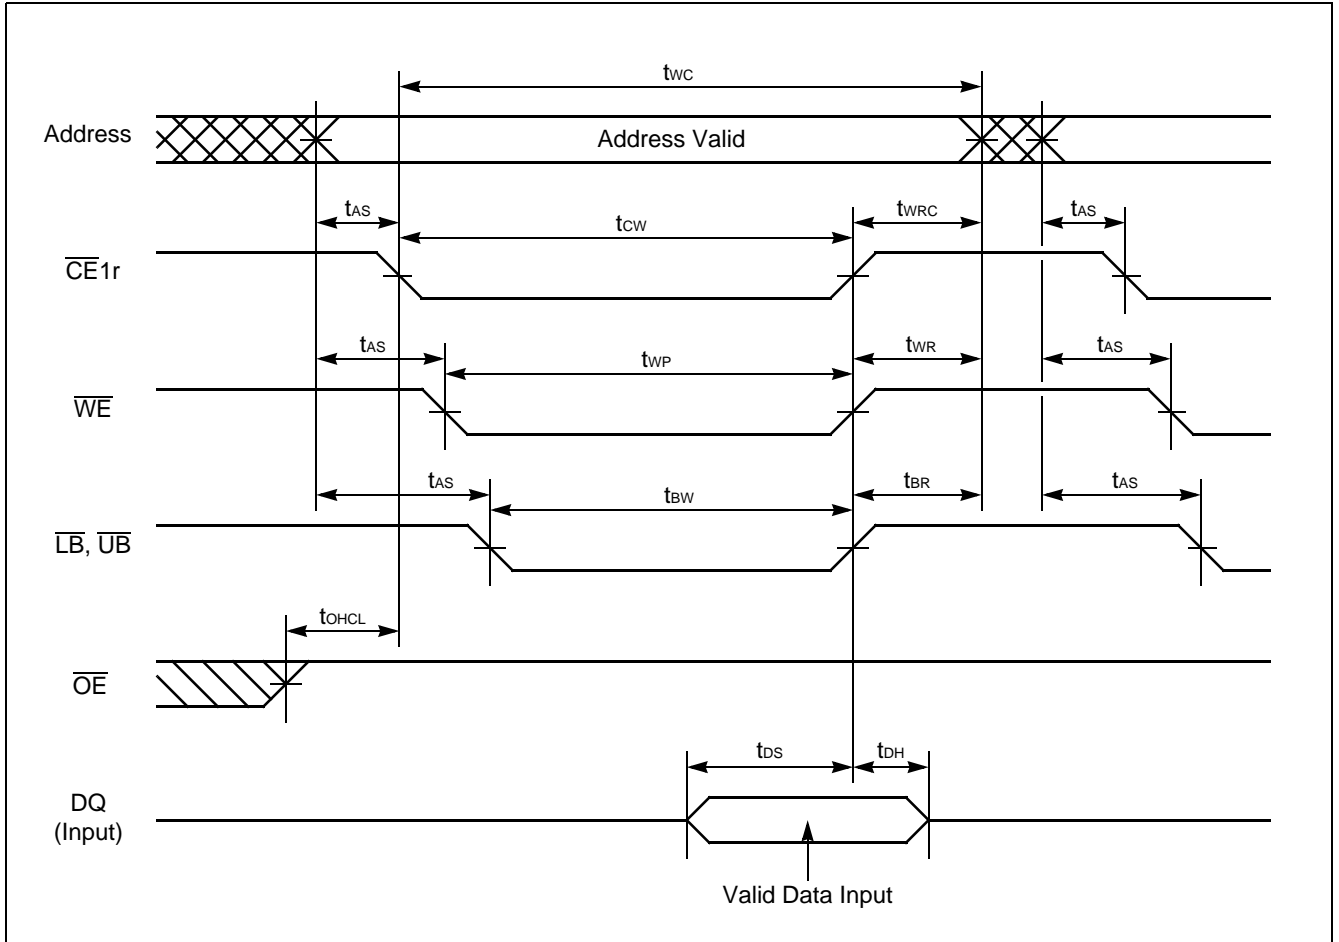 tWC
Address
Address Valid
tAS
tCW
tWRC
tAS
CE1r
tAS
tWP
tWR
tAS
WE
tAS
tBW
tBR
tAS
LB, UB
tOHCL
OE
tDS
tDH
DQ
(Input)
Valid Data Input